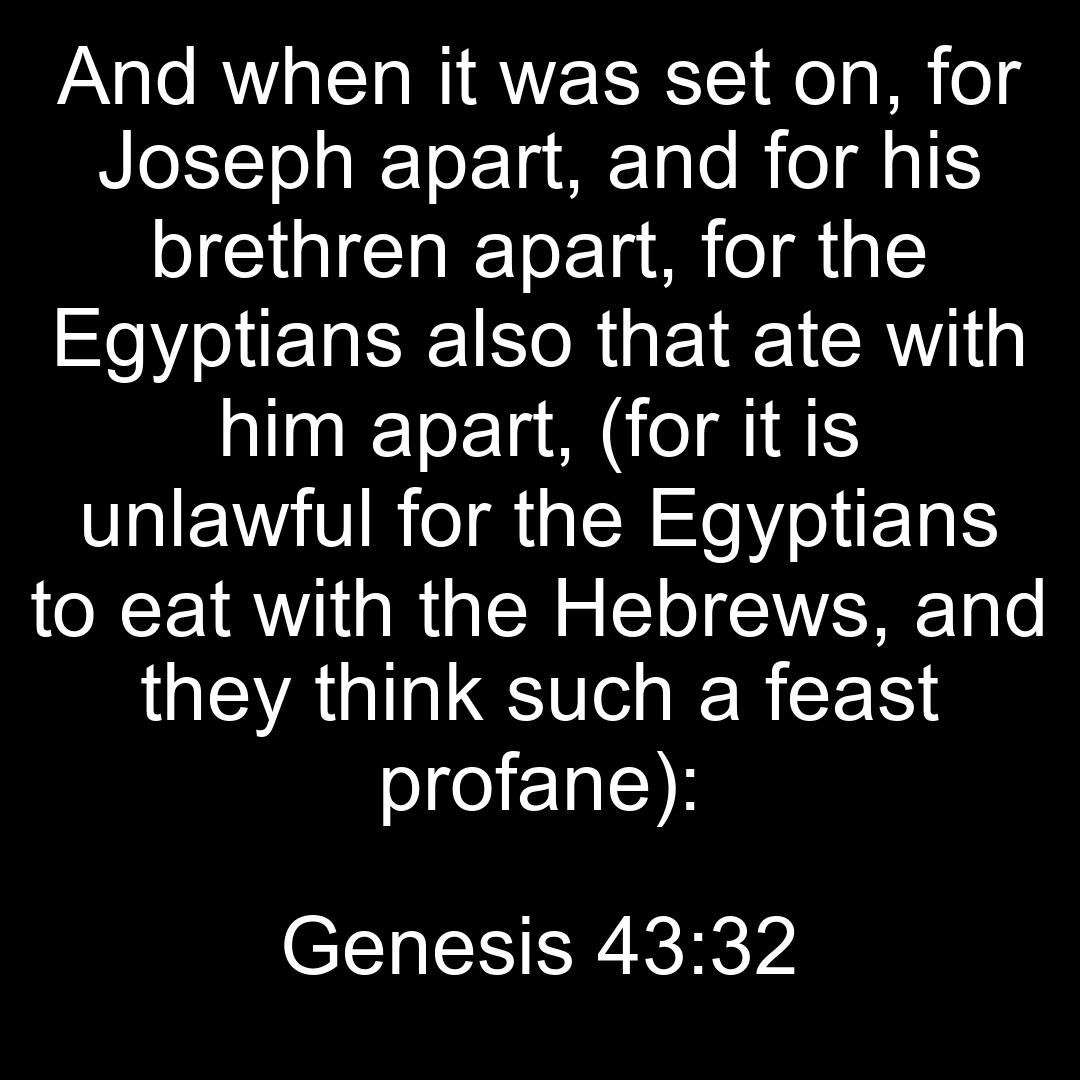 And when it was set on, for
Joseph apart, and for his
brethren apart, for the
Egyptians also that ate with
him apart, (for it is
unlawful for the Egyptians
to eat with the Hebrews, and
they think such a feast
profane):
Genesis 43:32